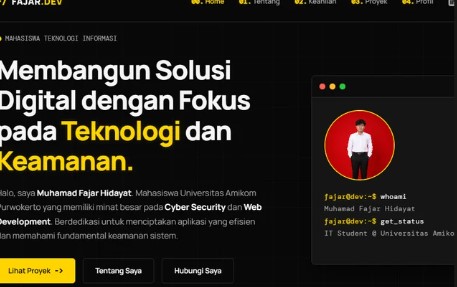 FAJAR.DEV
00. Home
01. Tentang
02. Keahlian
03. Proyek
04. Profil
MAHASISWA TEKNOLOGI INFORMASI
Membangun Solusi
Digital dengan Fokus
pada Teknologi dan
Keamanan.
Halo, saya Muhamad Fajar Hidayat. Mahasiswa Universitas Amikom
Purwokerto yang memiliki minat besar pada Cyber Security dan Web
Development. Berdedikasi untuk menciptakan aplikasi yang efisien
dan memahami fundamental keamanan sistem.
Lihat Proyek ->
Tentang Saya
Hubungi Saya
fajar@dev:~$ whoami
Muhamad Fajar Hidayat
fajar@dev:~$ get_status
IT Student @ Universitas Amiko